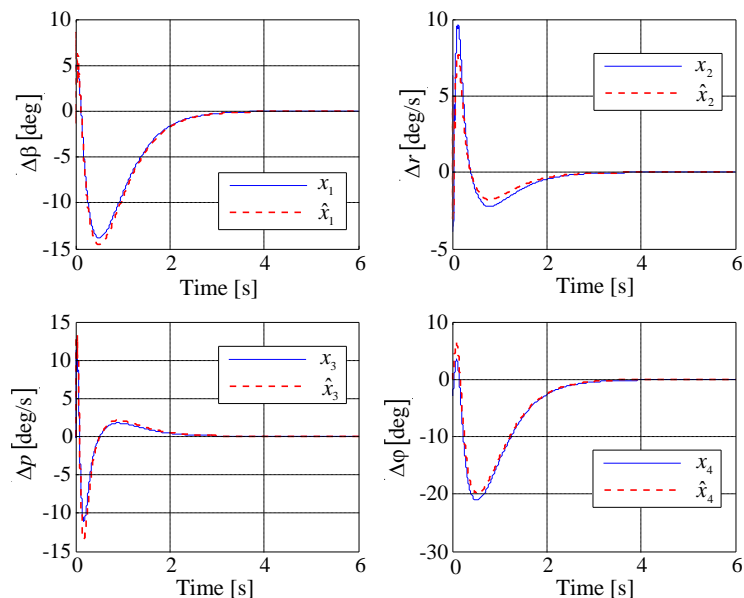 10
5
0
-5
-10
-15
Δβ [deg]
x₁
x̂₁
0
2
4
6
Time [s]
10
5
0
-5
Δr [deg/s]
x₂
x̂₂
0
2
4
6
Time [s]
15
10
5
0
-5
-10
-15
Δp [deg/s]
x₃
x̂₃
0
2
4
6
Time [s]
10
0
-10
-20
-30
Δφ [deg]
x₄
x̂₄
0
2
4
6
Time [s]